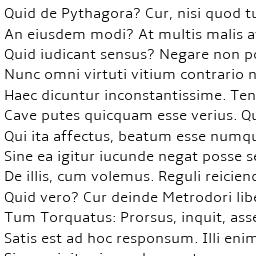 Quid de Pythagora? Cur, nisi quod tu
An eiusdem modi? At multis malis a
Quid iudicant sensus? Negare non po
Nunc omni virtuti vitium contrario n
Haec dicuntur inconstantissime. Ten
Cave putes quicquam esse verius. Qu
Qui ita affectus, beatum esse numqu
Sine ea igitur iucunde negat posse se
De illis, cum volemus. Reguli reicienc
Quid vero? Cur deinde Metrodori libe
Tum Torquatus: Prorsus, inquit, asse
Satis est ad hoc responsum. Illi enim